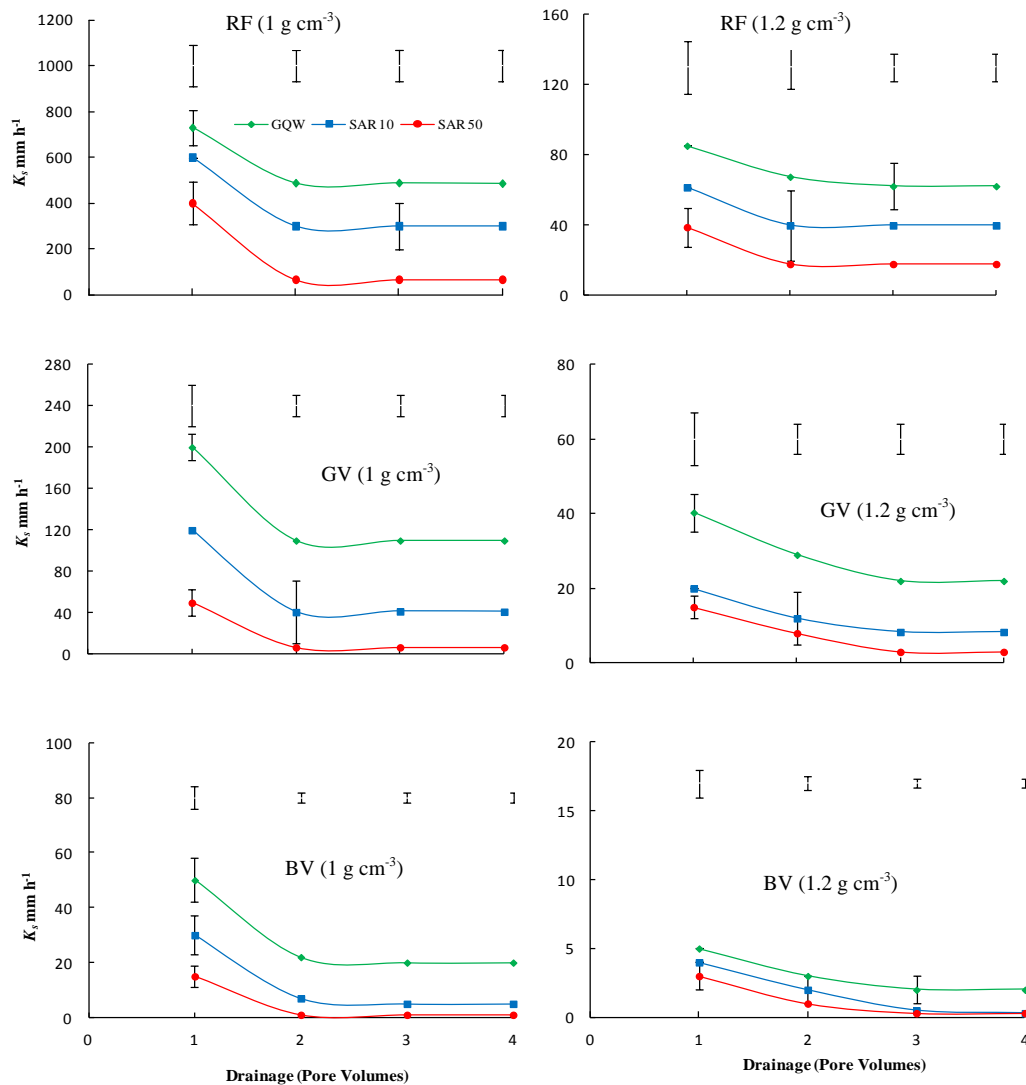 RF (1 g cm-3)
1200
1000
800
600
400
200
0
Ks mm h-1
GQW SAR 10 SAR 50
RF (1.2 g cm-3)
160
120
80
40
0
GV (1 g cm-3)
280
240
200
160
120
80
40
0
Ks mm h-1
GV (1.2 g cm-3)
80
60
40
20
0
BV (1 g cm-3)
100
80
60
40
20
0
Ks mm h-1
0 1 2 3 4
Drainage (Pore Volumes)
BV (1.2 g cm-3)
20
15
10
5
0
0 1 2 3 4
Drainage (Pore Volumes)